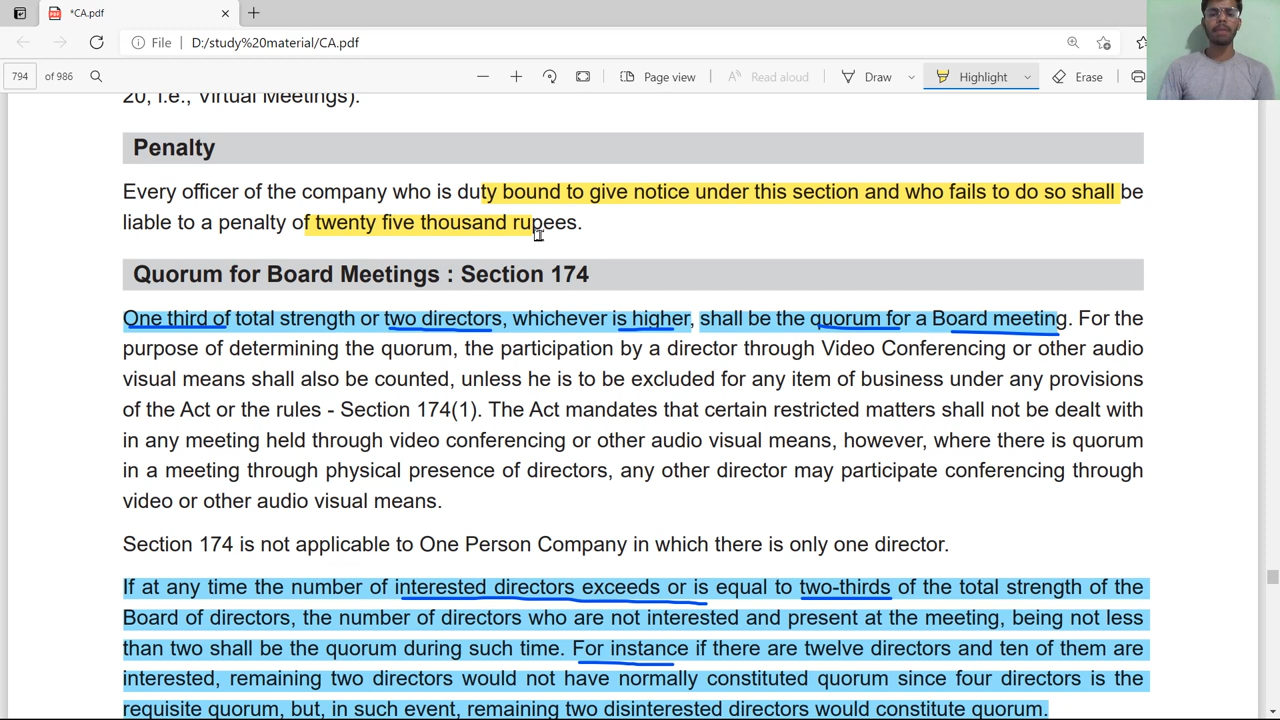 *CA.pdf
File D:/study%20material/CA.pdf
794 of 986 Page view Read aloud Draw Highlight Erase
20, i.e., Virtual Meetings).
Penalty
Every officer of the company who is duty bound to give notice under this section and who fails to do so shall be
liable to a penalty of twenty five thousand rupees.
Quorum for Board Meetings : Section 174
One third of total strength or two directors, whichever is higher, shall be the quorum for a Board meeting. For the
purpose of determining the quorum, the participation by a director through Video Conferencing or other audio
visual means shall also be counted, unless he is to be excluded for any item of business under any provisions
of the Act or the rules - Section 174(1). The Act mandates that certain restricted matters shall not be dealt with
in any meeting held through video conferencing or other audio visual means, however, where there is quorum
in a meeting through physical presence of directors, any other director may participate conferencing through
video or other audio visual means.
Section 174 is not applicable to One Person Company in which there is only one director.
If at any time the number of interested directors exceeds or is equal to two-thirds of the total strength of the
Board of directors, the number of directors who are not interested and present at the meeting, being not less
than two shall be the quorum during such time. For instance if there are twelve directors and ten of them are
interested, remaining two directors would not have normally constituted quorum since four directors is the
requisite quorum, but, in such event, remaining two disinterested directors would constitute quorum.